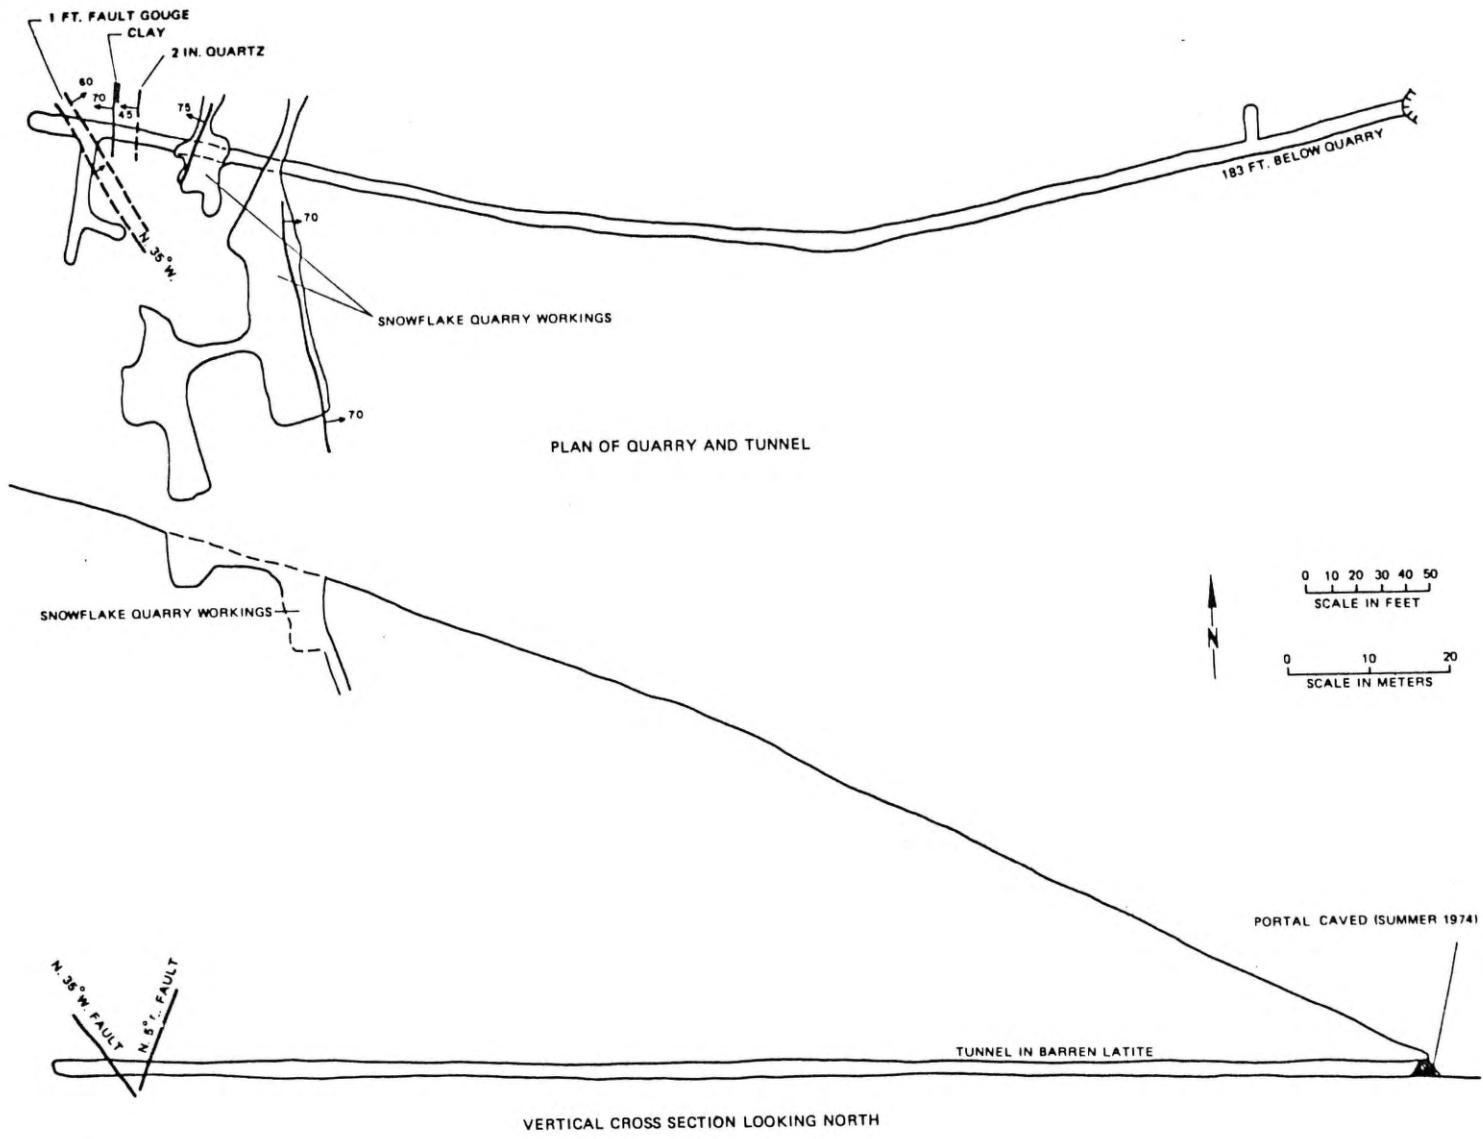 1 FT. FAULT GOUGE
CLAY
2 IN. QUARTZ
60
70
45
75
183 FT. BELOW QUARRY
70
N. 35° W.
SNOWFLAKE QUARRY WORKINGS
70
PLAN OF QUARRY AND TUNNEL
0 10 20 30 40 50
SCALE IN FEET
SNOWFLAKE QUARRY WORKINGS
N
0 10 20
SCALE IN METERS
PORTAL CAVED (SUMMER 1974)
N. 35° W. FAULT
N. 5° FAULT
TUNNEL IN BARREN LATITE
VERTICAL CROSS SECTION LOOKING NORTH